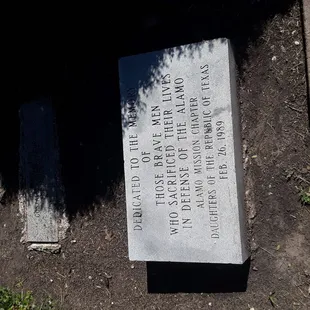 DEDICATED TO THE MEMORY
OF
THOSE BRAVE MEN
WHO SACRIFICED THEIR LIVES
IN DEFENSE OF THE ALAMO
ALAMO MISSION CHAPTER
DAUGHTERS OF THE REPUBLIC OF TEXAS
FEB. 26, 1989